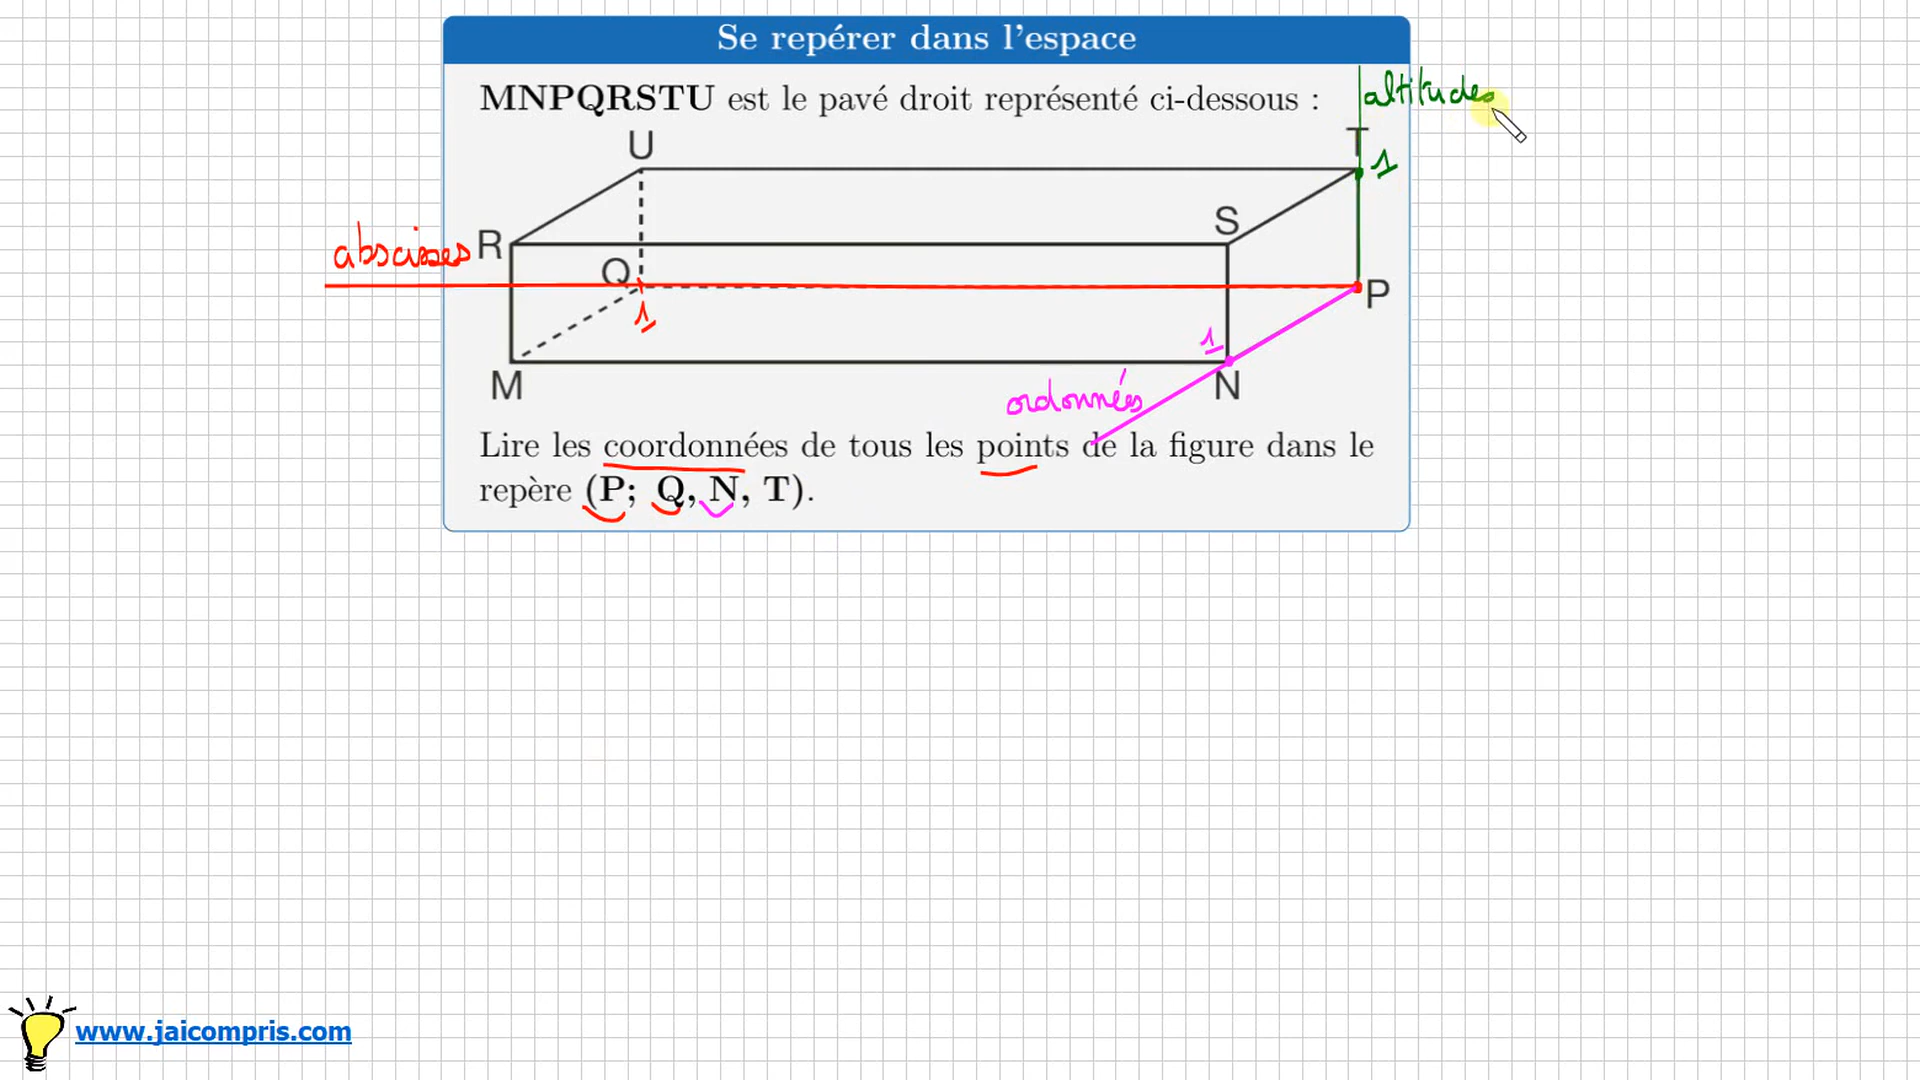 Se repérer dans l'espace
MNPQRSTU est le pavé droit représenté ci-dessous :
altitudes
U
T
1
S
abscisses
R
Q
P
1
1
M
ordonnées
N
Lire les coordonnées de tous les points de la figure dans le
repère (P; Q, N, T).
www.jaicompris.com